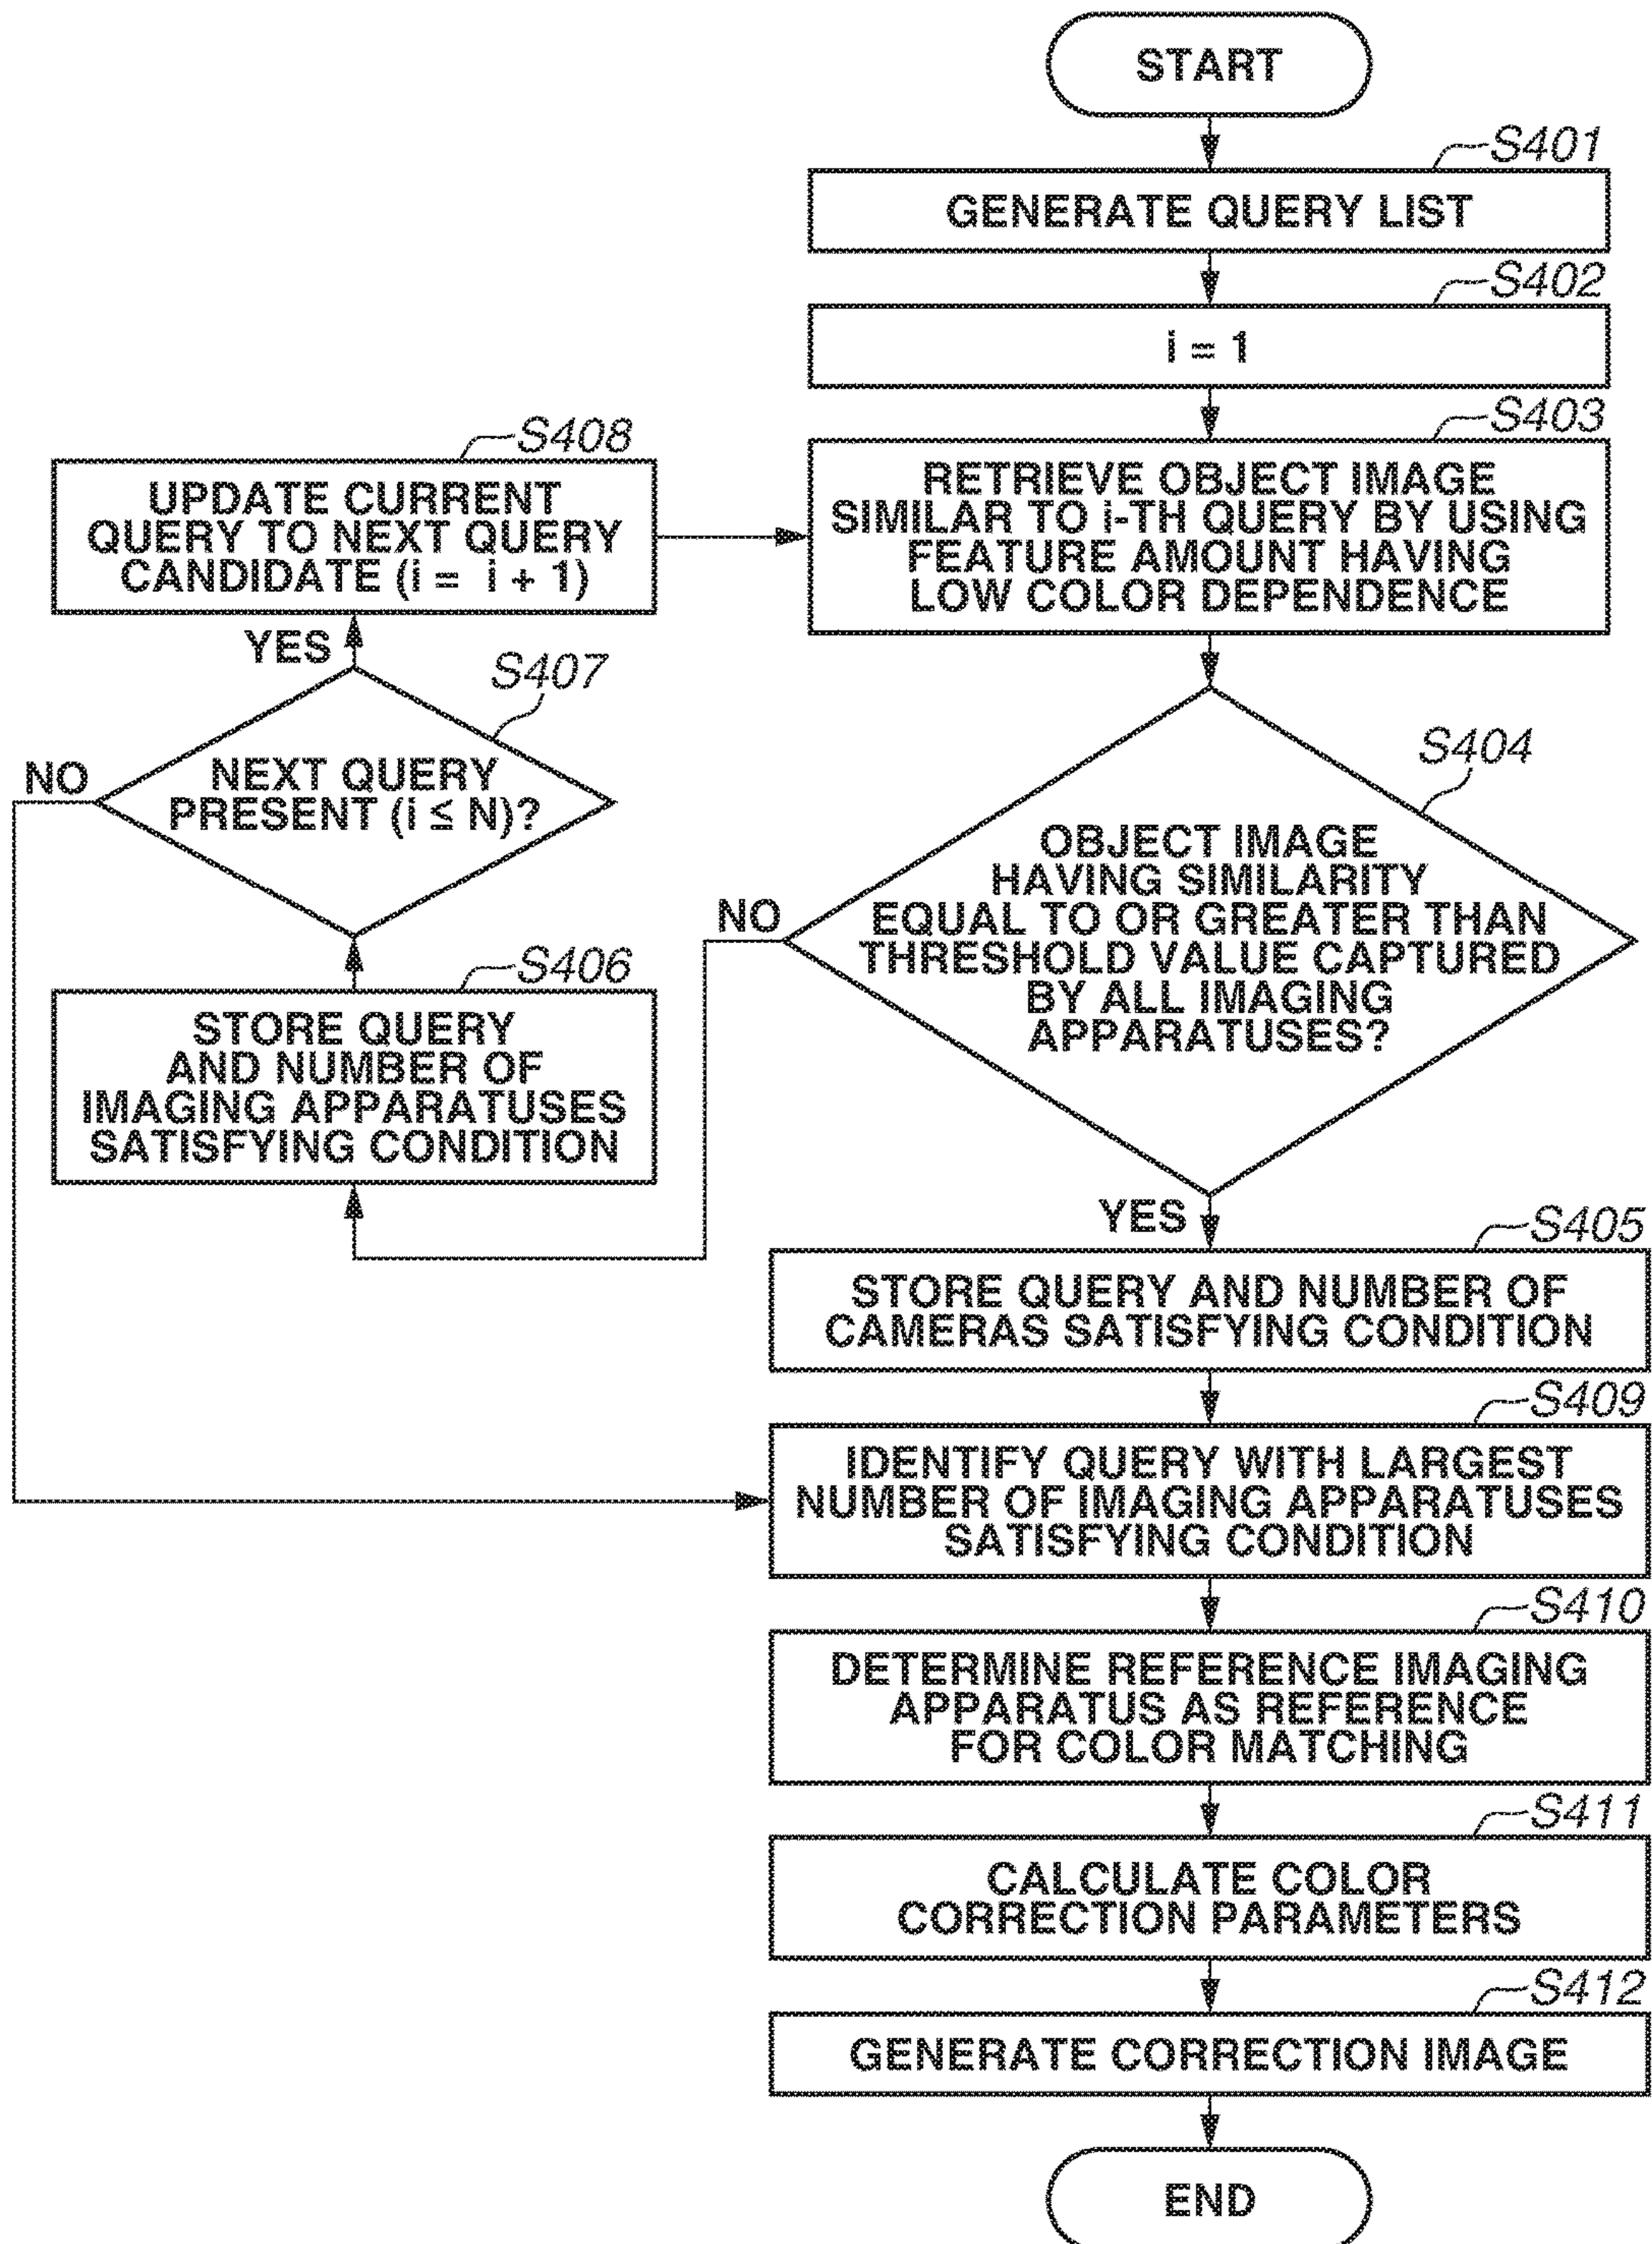 START
S401
GENERATE QUERY LIST
S402
i = 1
S403
RETRIEVE OBJECT IMAGE
SIMILAR TO i-TH QUERY BY USING
FEATURE AMOUNT HAVING
LOW COLOR DEPENDENCE
S408
UPDATE CURRENT
QUERY TO NEXT QUERY
CANDIDATE (i = i + 1)
YES
S407
NO
NEXT QUERY
PRESENT (i ≤ N)?
S404
OBJECT IMAGE
HAVING SIMILARITY
EQUAL TO OR GREATER THAN
THRESHOLD VALUE CAPTURED
BY ALL IMAGING
APPARATUSES?
NO
S406
STORE QUERY
AND NUMBER OF
IMAGING APPARATUSES
SATISFYING CONDITION
YES
S405
STORE QUERY AND NUMBER OF
CAMERAS SATISFYING CONDITION
S409
IDENTIFY QUERY WITH LARGEST
NUMBER OF IMAGING APPARATUSES
SATISFYING CONDITION
S410
DETERMINE REFERENCE IMAGING
APPARATUS AS REFERENCE
FOR COLOR MATCHING
S411
CALCULATE COLOR
CORRECTION PARAMETERS
S412
GENERATE CORRECTION IMAGE
END